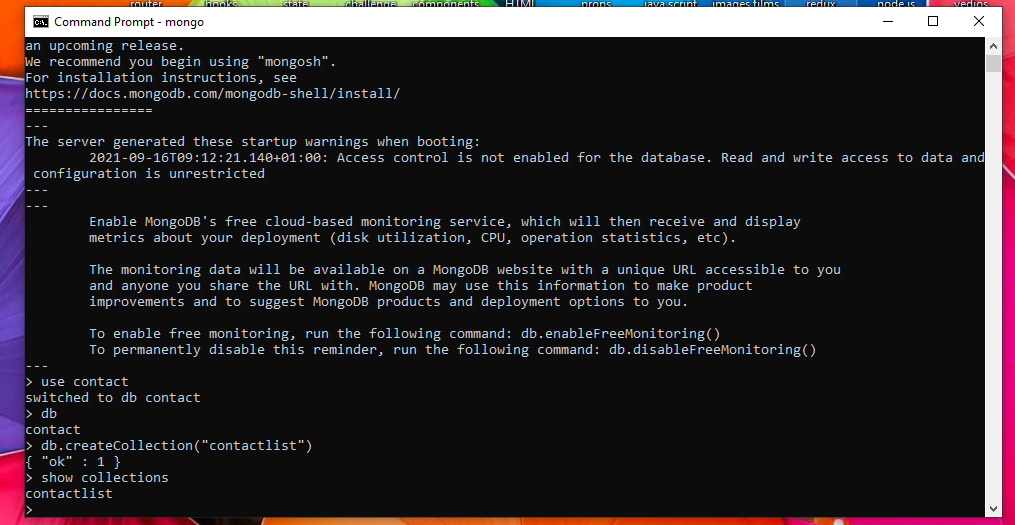 router hooks state challenge components HTML props java script images films redux node js vedios
Command Prompt - mongo
an upcoming release.
We recommend you begin using "mongosh".
For installation instructions, see
https://docs.mongodb.com/mongodb-shell/install/
================
---
The server generated these startup warnings when booting:
2021-09-16T09:12:21.140+01:00: Access control is not enabled for the database. Read and write access to data and
configuration is unrestricted
---
---
Enable MongoDB's free cloud-based monitoring service, which will then receive and display
metrics about your deployment (disk utilization, CPU, operation statistics, etc).
The monitoring data will be available on a MongoDB website with a unique URL accessible to you
and anyone you share the URL with. MongoDB may use this information to make product
improvements and to suggest MongoDB products and deployment options to you.
To enable free monitoring, run the following command: db.enableFreeMonitoring()
To permanently disable this reminder, run the following command: db.disableFreeMonitoring()
---
> use contact
switched to db contact
> db
contact
> db.createCollection("contactlist")
{ "ok" : 1 }
> show collections
contactlist
>